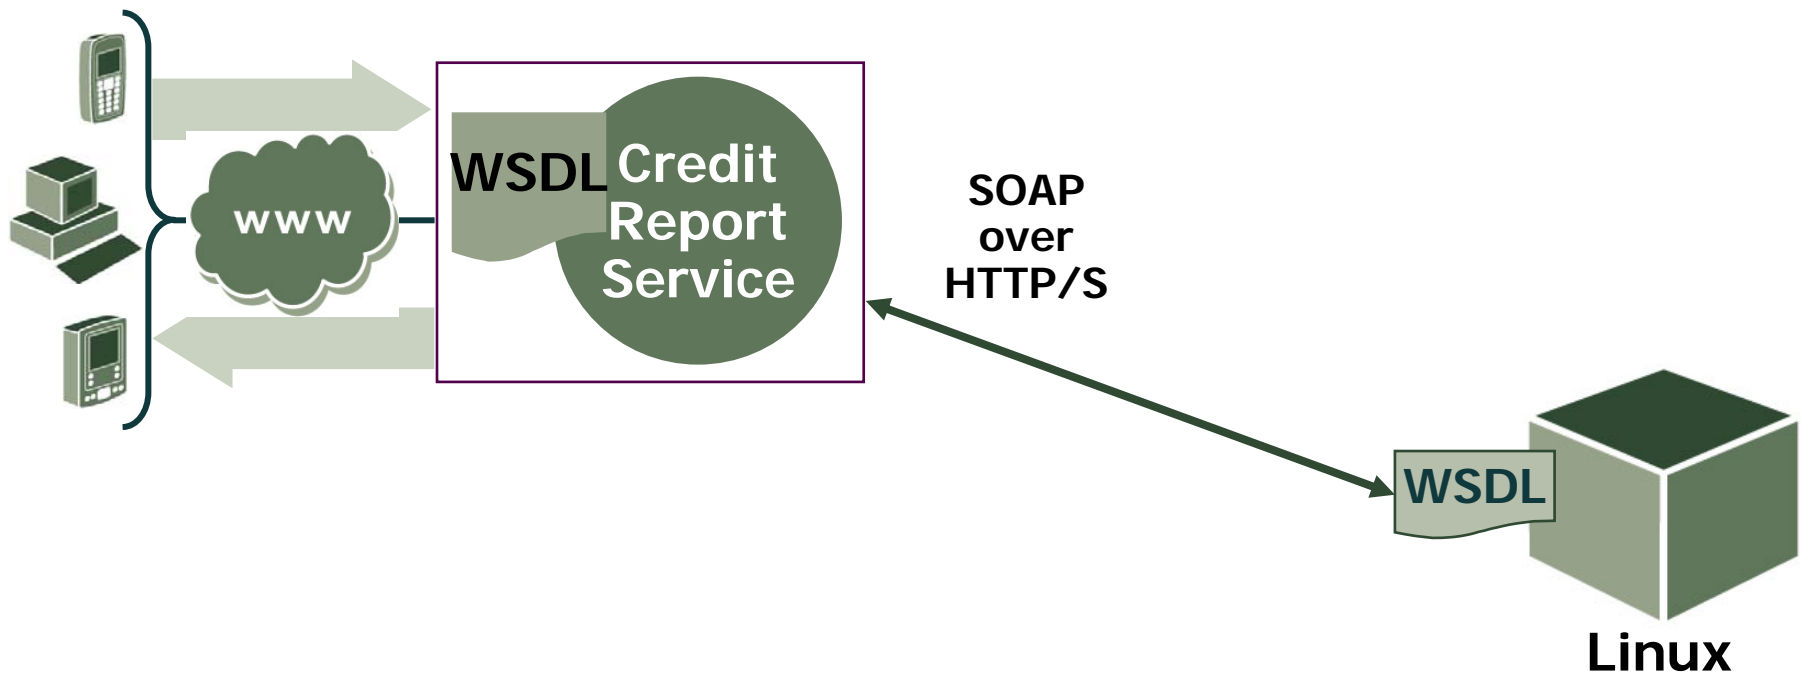 www
WSDL
Credit
Report
Service
SOAP
over
HTTP/S
WSDL
Linux